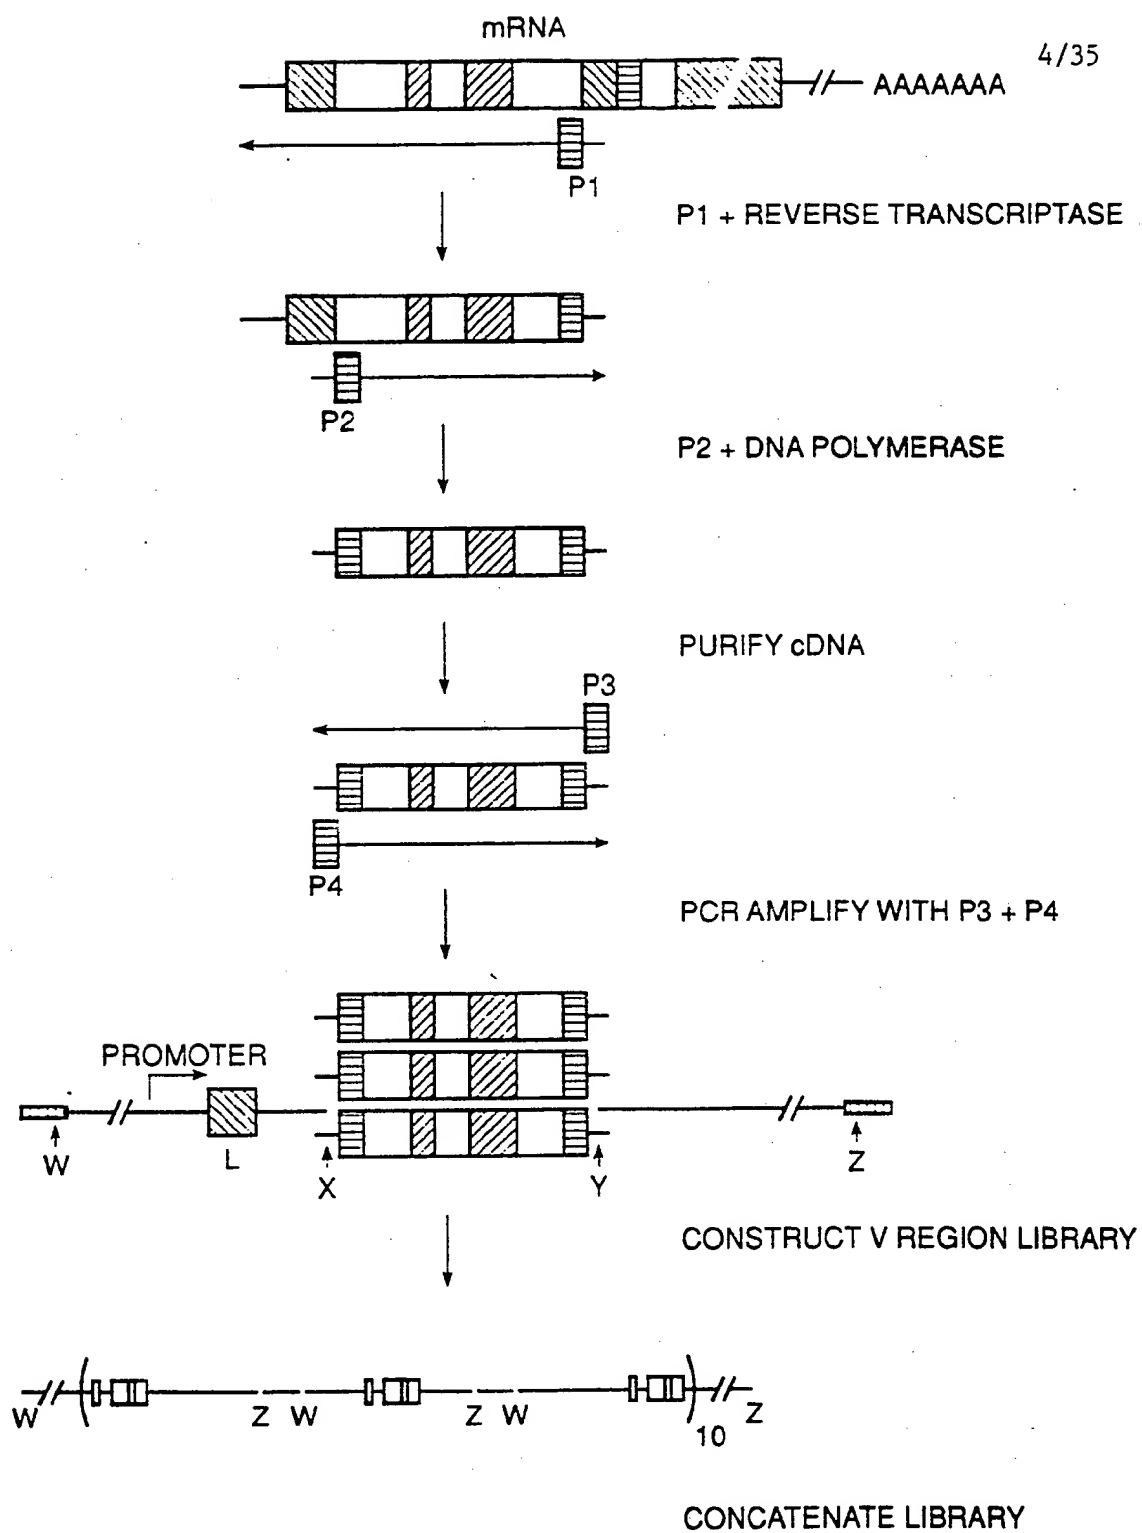 mRNA
4/35
AAAAAAA
P1
P1 + REVERSE TRANSCRIPTASE
P2
P2 + DNA POLYMERASE
PURIFY cDNA
P3
P4
PCR AMPLIFY WITH P3 + P4
PROMOTER
W
L
X
Y
Z
CONSTRUCT V REGION LIBRARY
W
Z W
Z W
10
Z
CONCATENATE LIBRARY